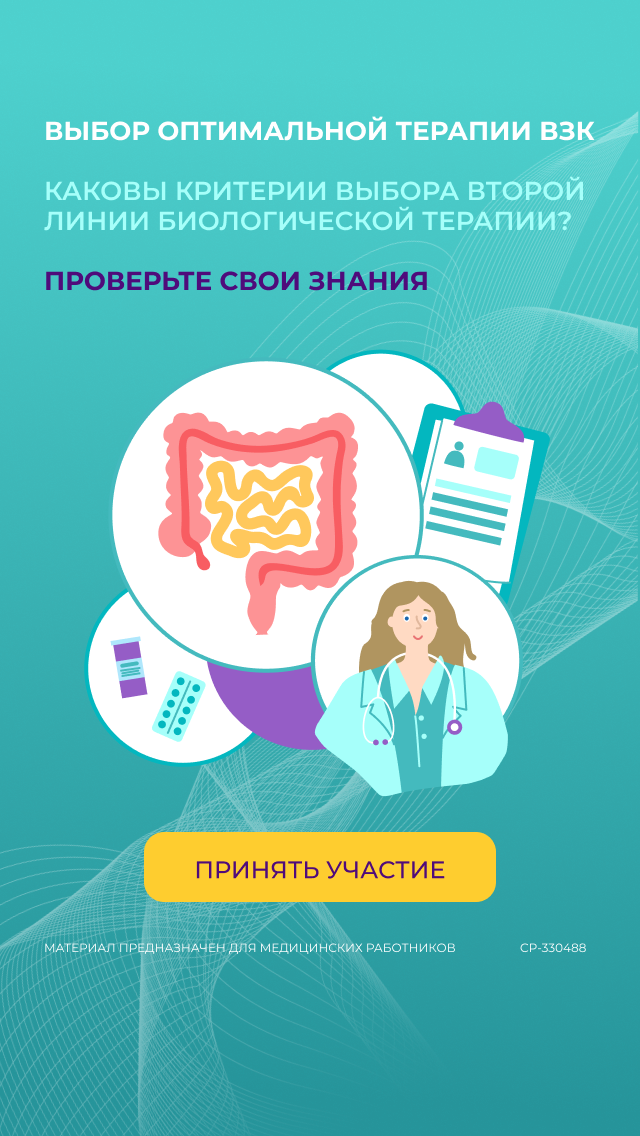 ВЫБОР ОПТИМАЛЬНОЙ ТЕРАПИИ ВЗК
КАКОВЫ КРИТЕРИИ ВЫБОРА ВТОРОЙ
ЛИНИИ БИОЛОГИЧЕСКОЙ ТЕРАПИИ?
ПРОВЕРЬТЕ СВОИ ЗНАНИЯ
ПРИНЯТЬ УЧАСТИЕ
МАТЕРИАЛ ПРЕДНАЗНАЧЕН ДЛЯ МЕДИЦИНСКИХ РАБОТНИКОВ CP-330488